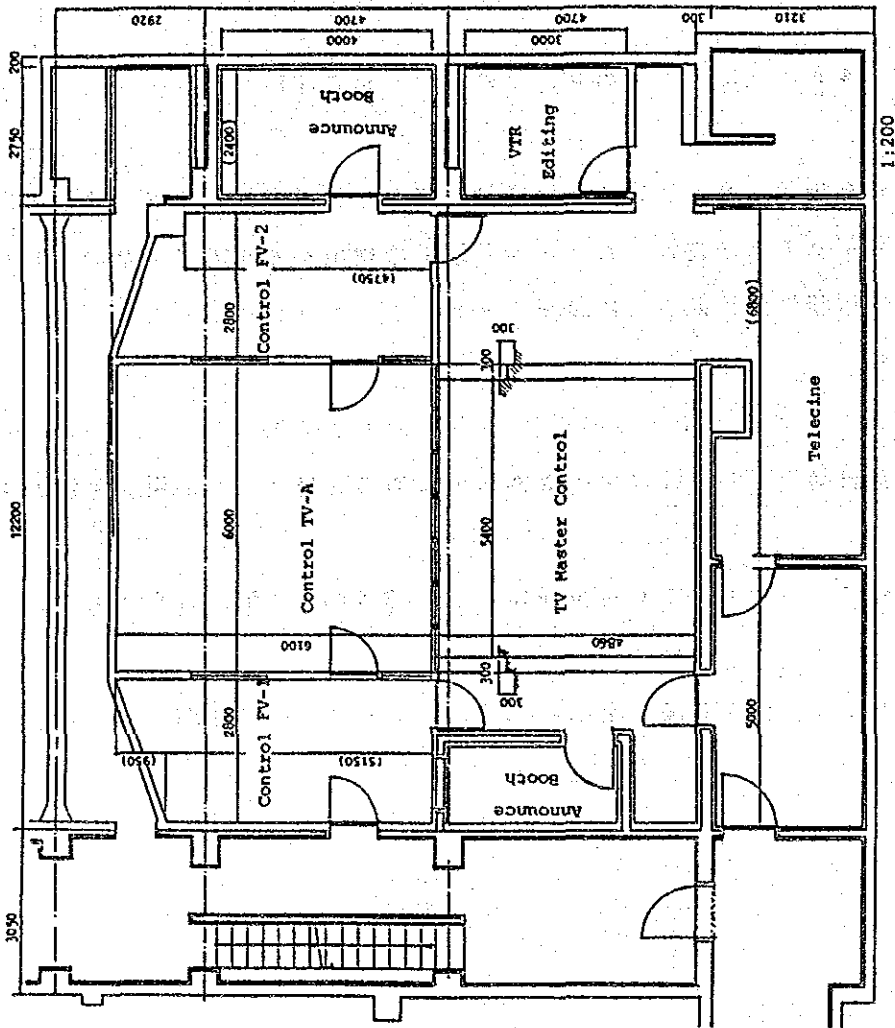 2920
4700
4700
300
3210
4000
3000
200
2750
12200
3050
(2400)
Announce
Booth
VTR
Editing
1:200
Control FV-2
2800
(4750)
300
300
(6800)
Telecine
Control TV-A
6000
6100
TV Master Control
5400
4860
300
300
Control FV-1
2800
(950)
(5150)
5000
Announce
Booth